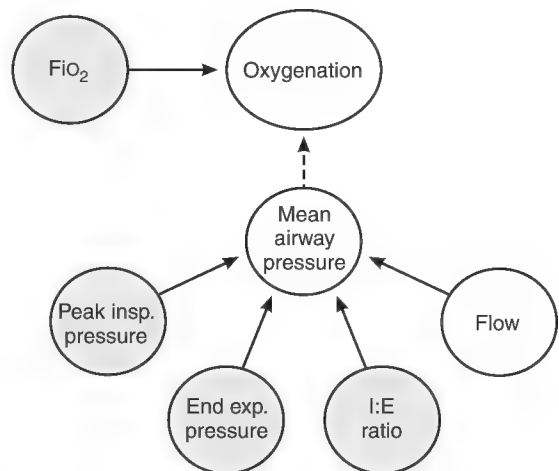 FiO₂
Oxygenation
Mean
airway
pressure
Peak insp.
pressure
Flow
End exp.
pressure
I:E
ratio